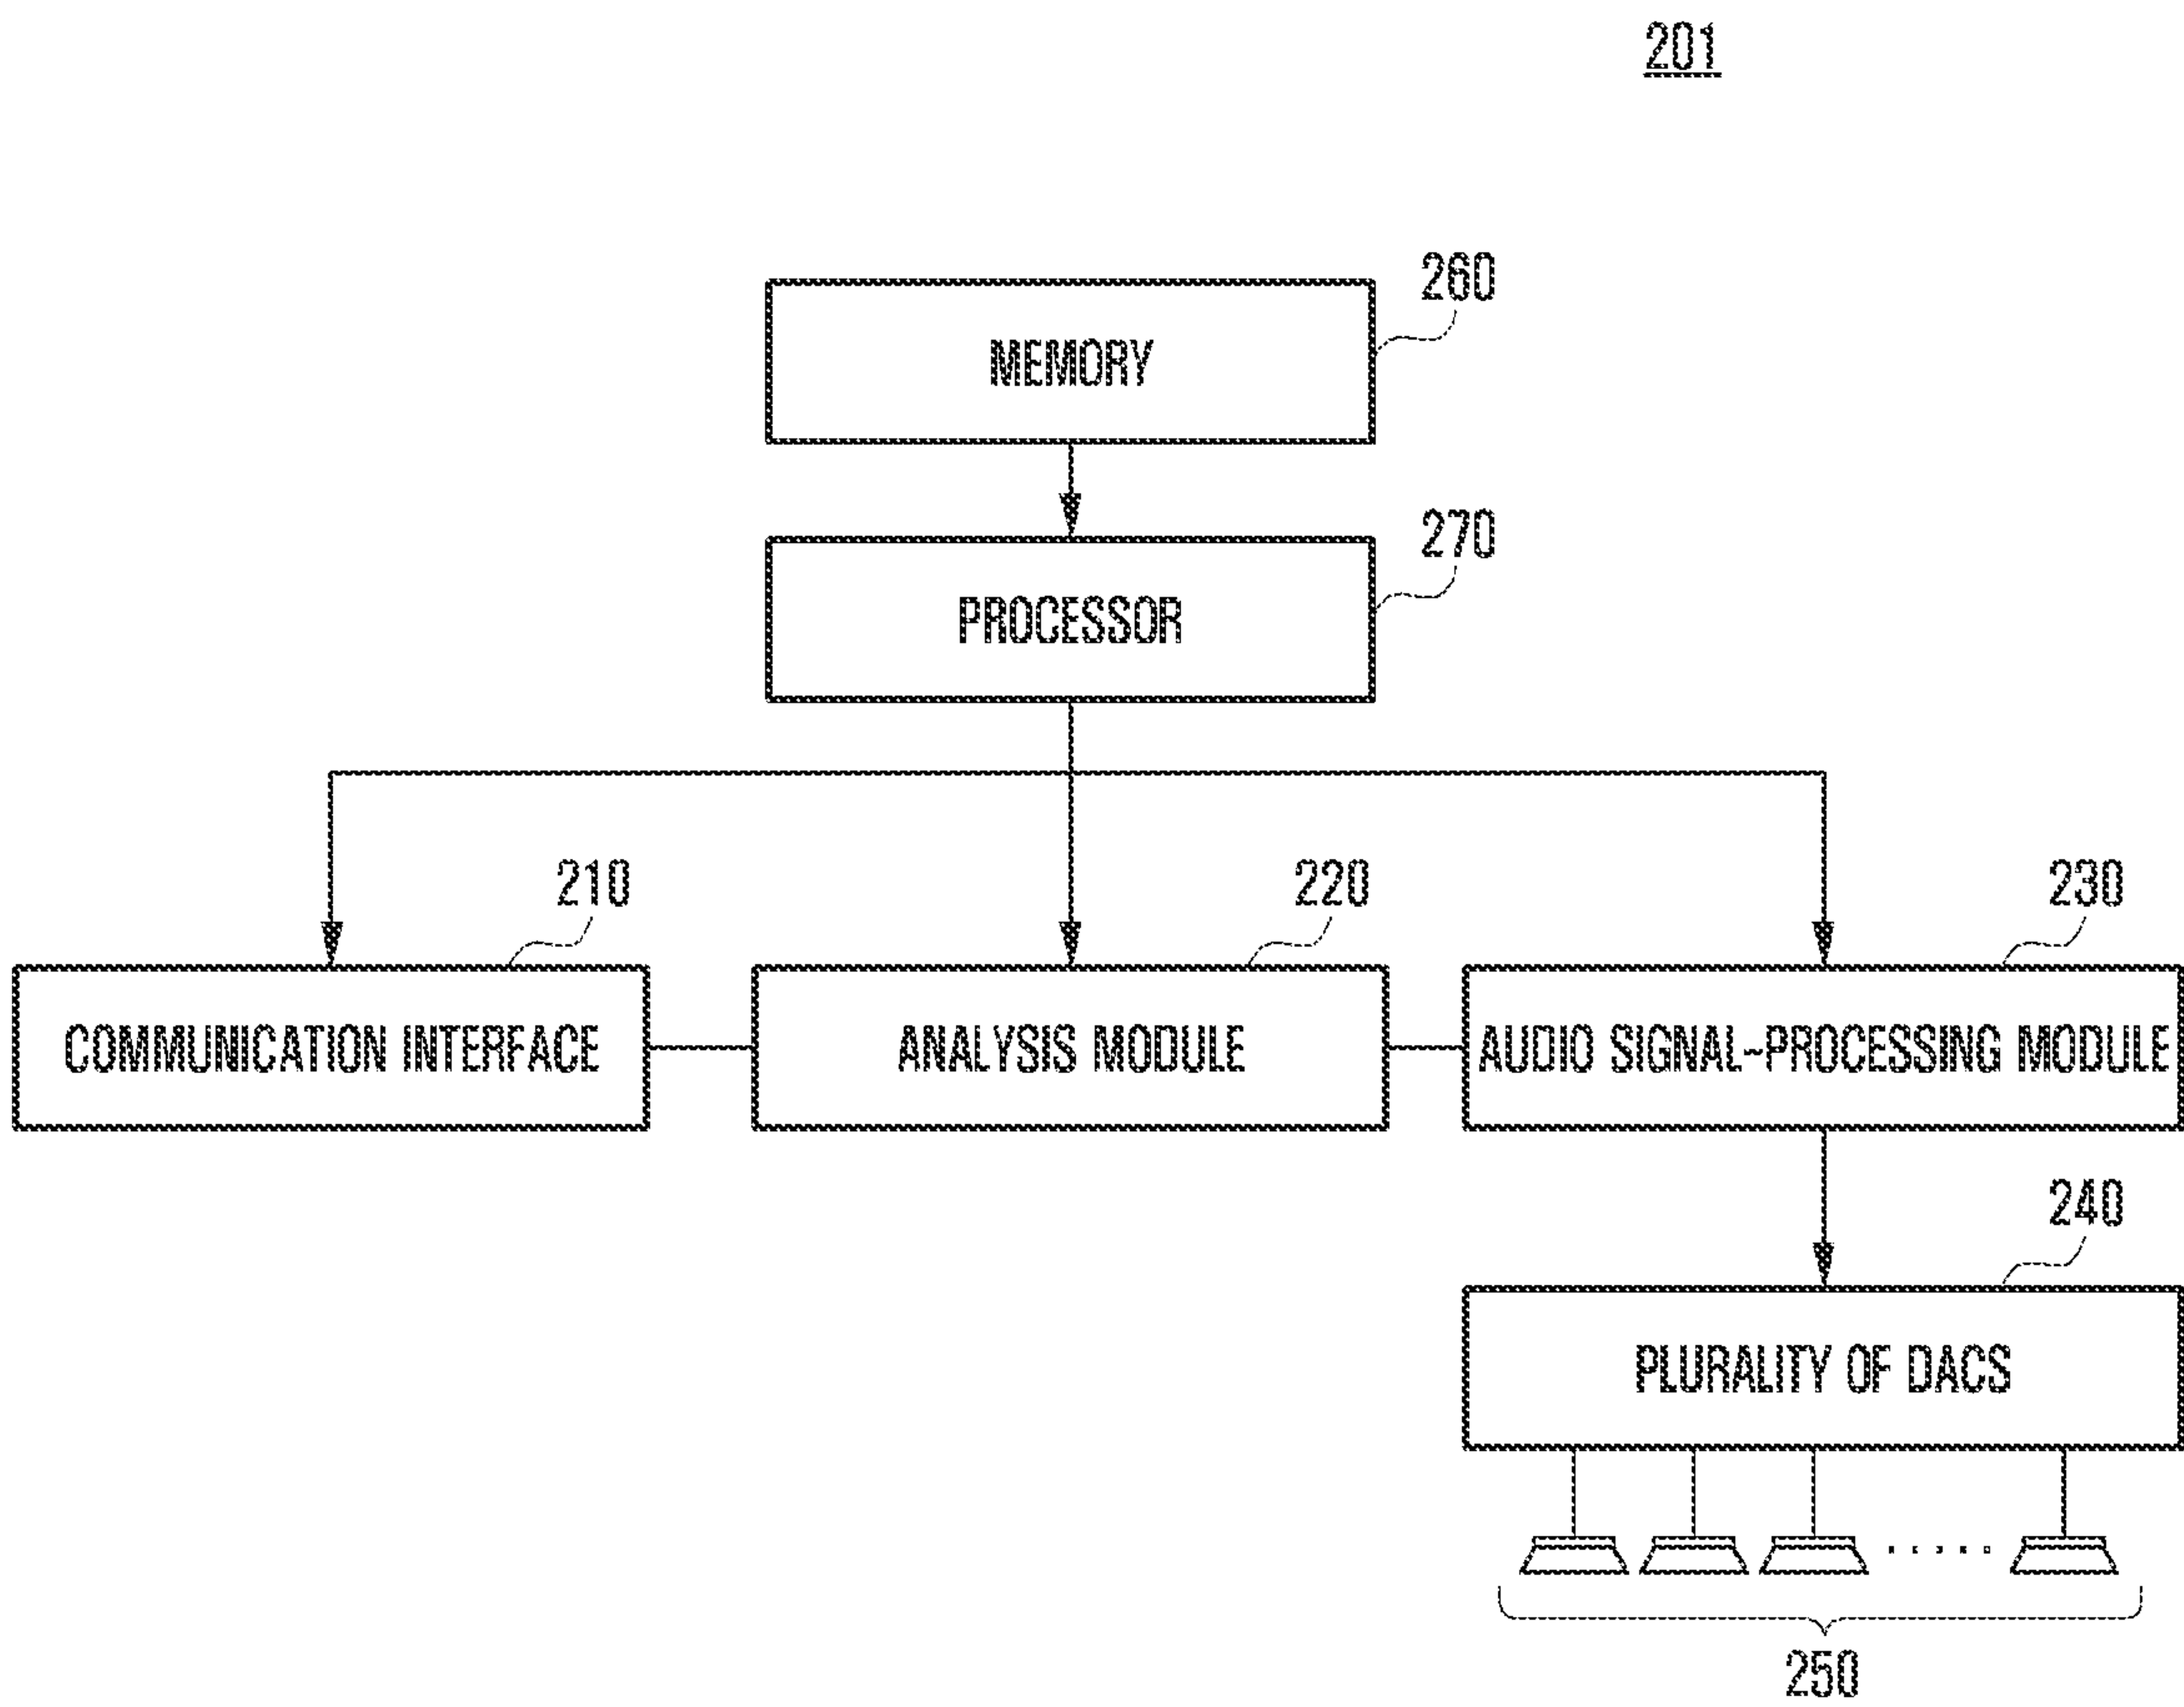 201
260
MEMORY
270
PROCESSOR
210
220
230
COMMUNICATION INTERFACE
ANALYSIS MODULE
AUDIO SIGNAL-PROCESSING MODULE
240
PLURALITY OF DACS
250